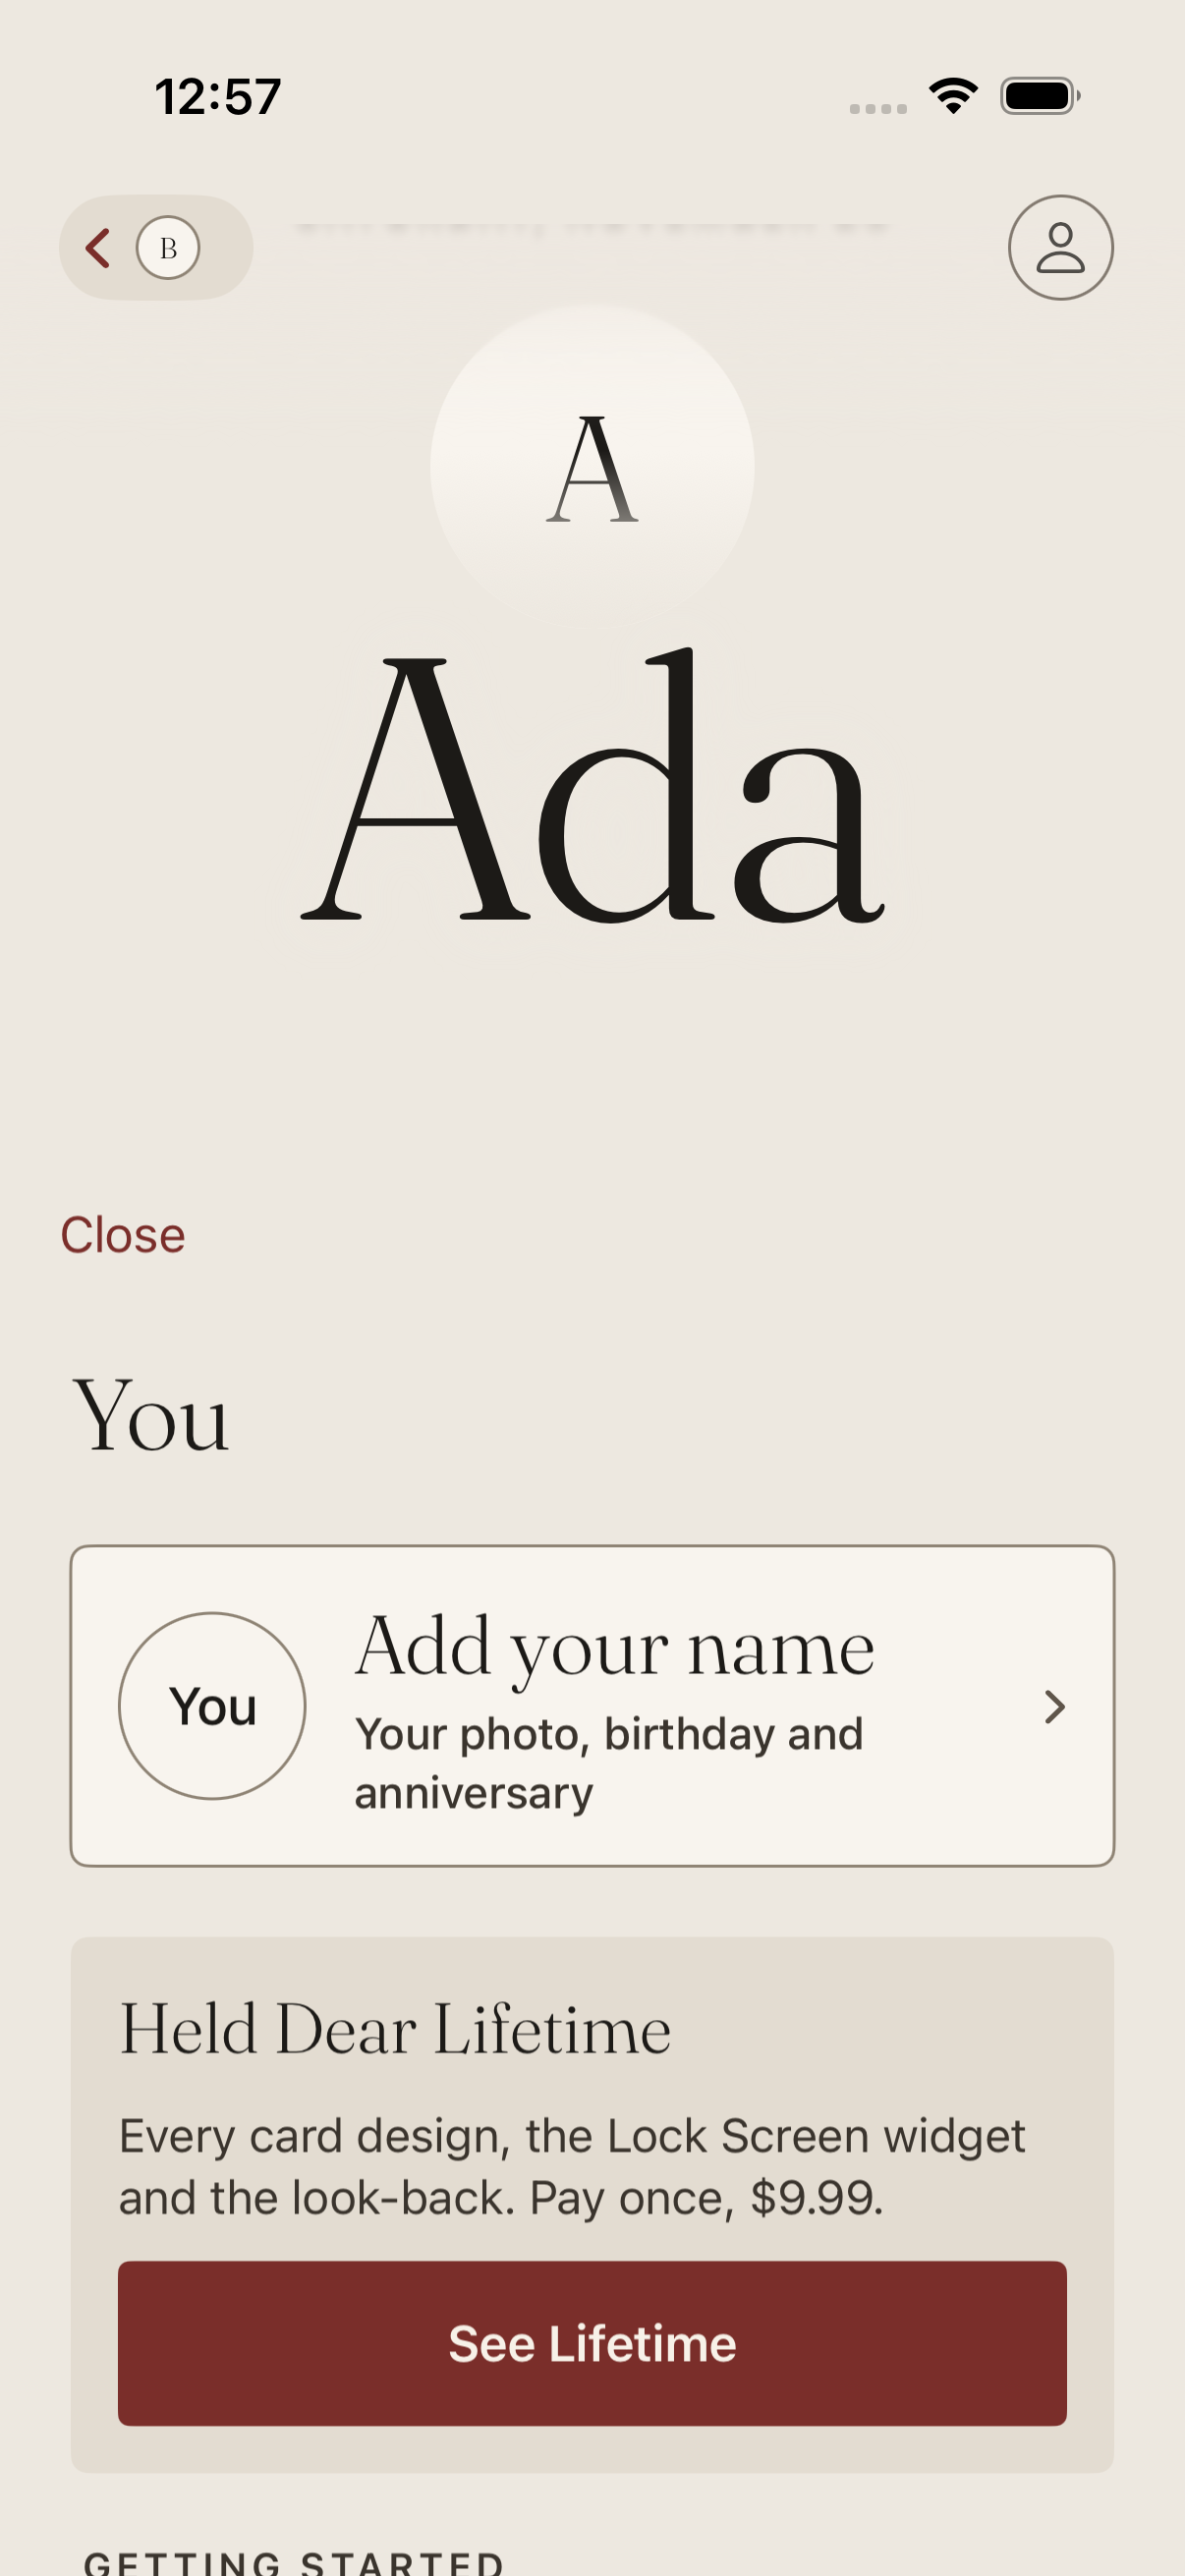 12:57
B
A
Ada
Close
You
Add your name
You
Your photo, birthday and
anniversary
Held Dear Lifetime
Every card design, the Lock Screen widget
and the look-back. Pay once, $9.99.
See Lifetime
GETTING STARTED